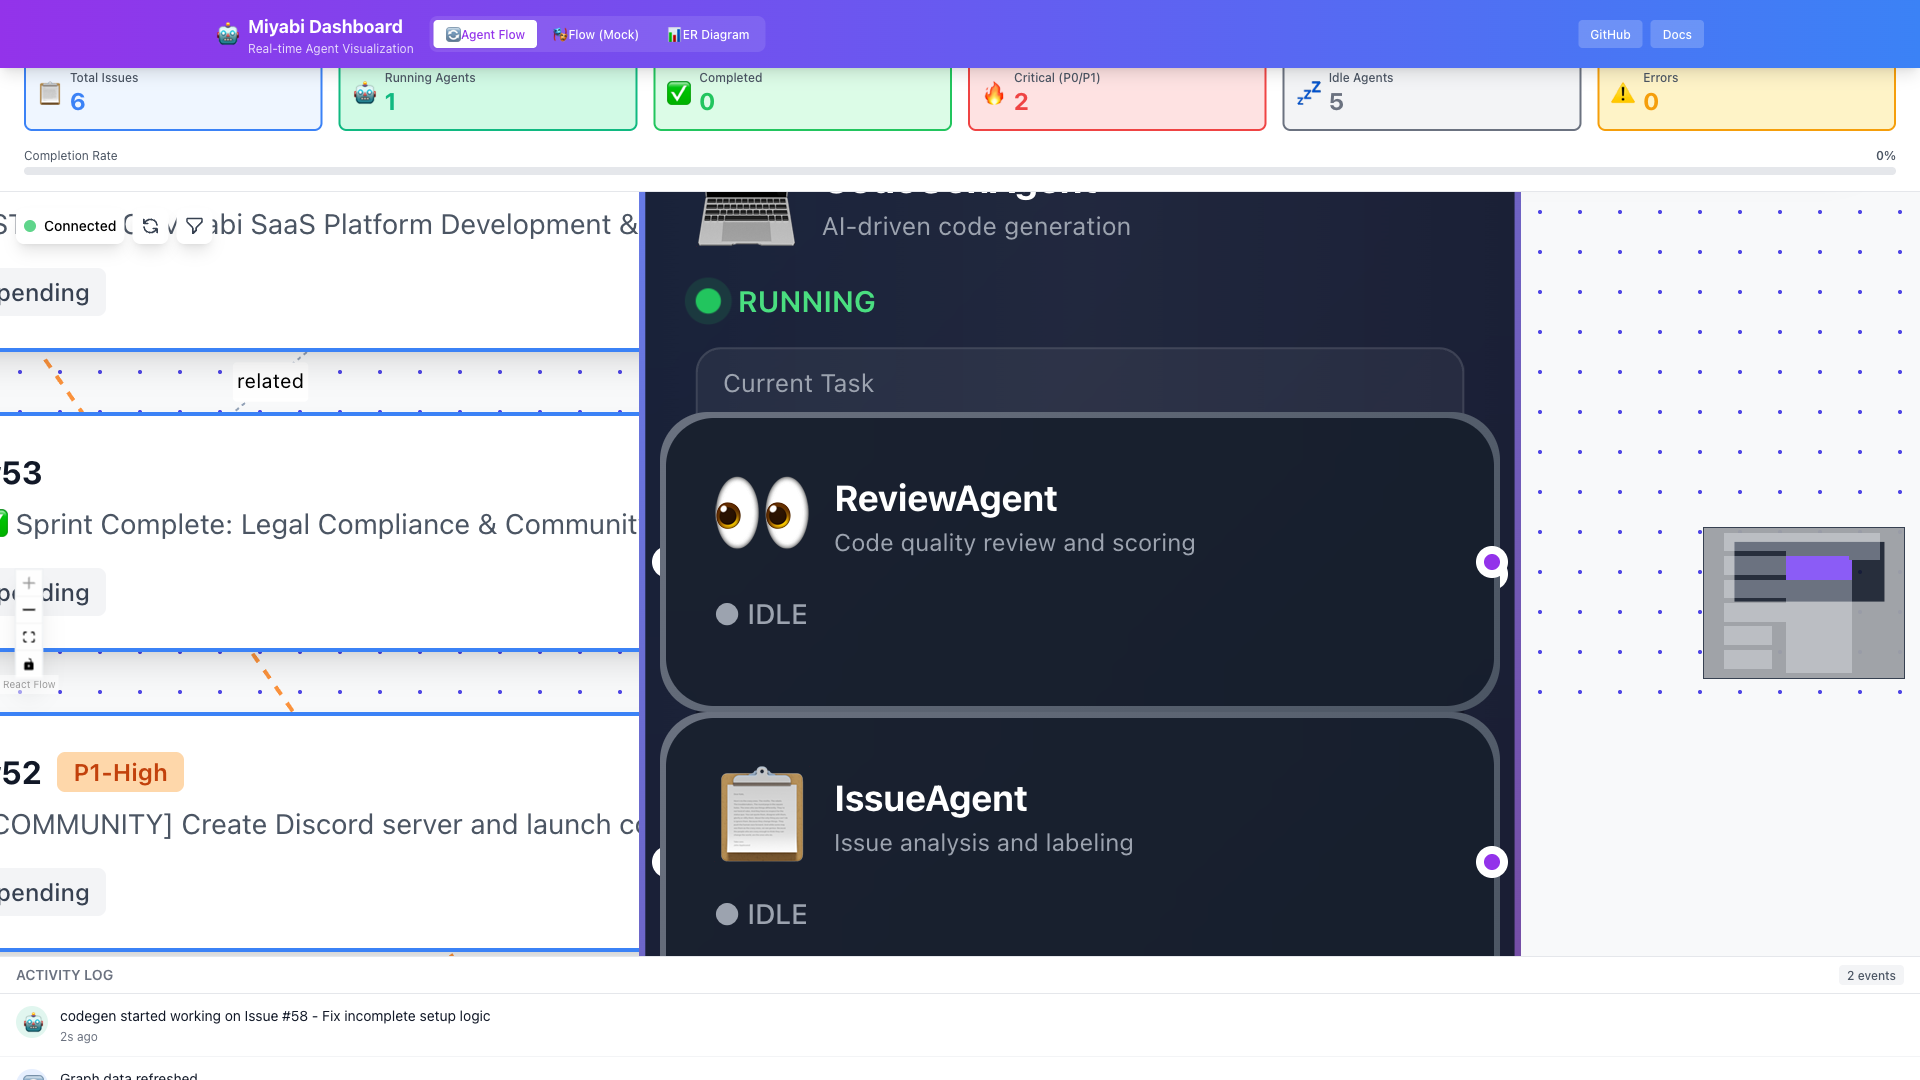 Miyabi Dashboard
Real-time Agent Visualization
Agent Flow
Flow (Mock)
ER Diagram
GitHub
Docs
Total Issues
6
Running Agents
1
Completed
0
Critical (P0/P1)
2
Idle Agents
5
Errors
0
Completion Rate
0%
Connected
abi SaaS Platform Development &
pending
related
53
Sprint Complete: Legal Compliance & Communit
pending
52
P1-High
COMMUNITY] Create Discord server and launch co
pending
React Flow
CodeGenAgent
AI-driven code generation
RUNNING
Current Task
ReviewAgent
Code quality review and scoring
IDLE
IssueAgent
Issue analysis and labeling
IDLE
ACTIVITY LOG
2 events
codegen started working on Issue #58 - Fix incomplete setup logic
2s ago
Graph data refreshed